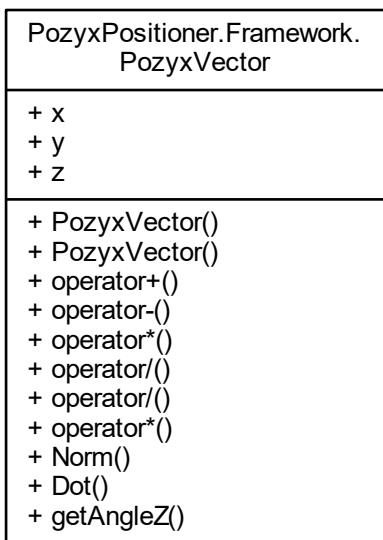 PozyxPositioner.Framework.
PozyxVector
+ x
+ y
+ z
+ PozyxVector()
+ PozyxVector()
+ operator+()
+ operator-()
+ operator*()
+ operator/()
+ operator/()
+ operator*()
+ Norm()
+ Dot()
+ getAngleZ()